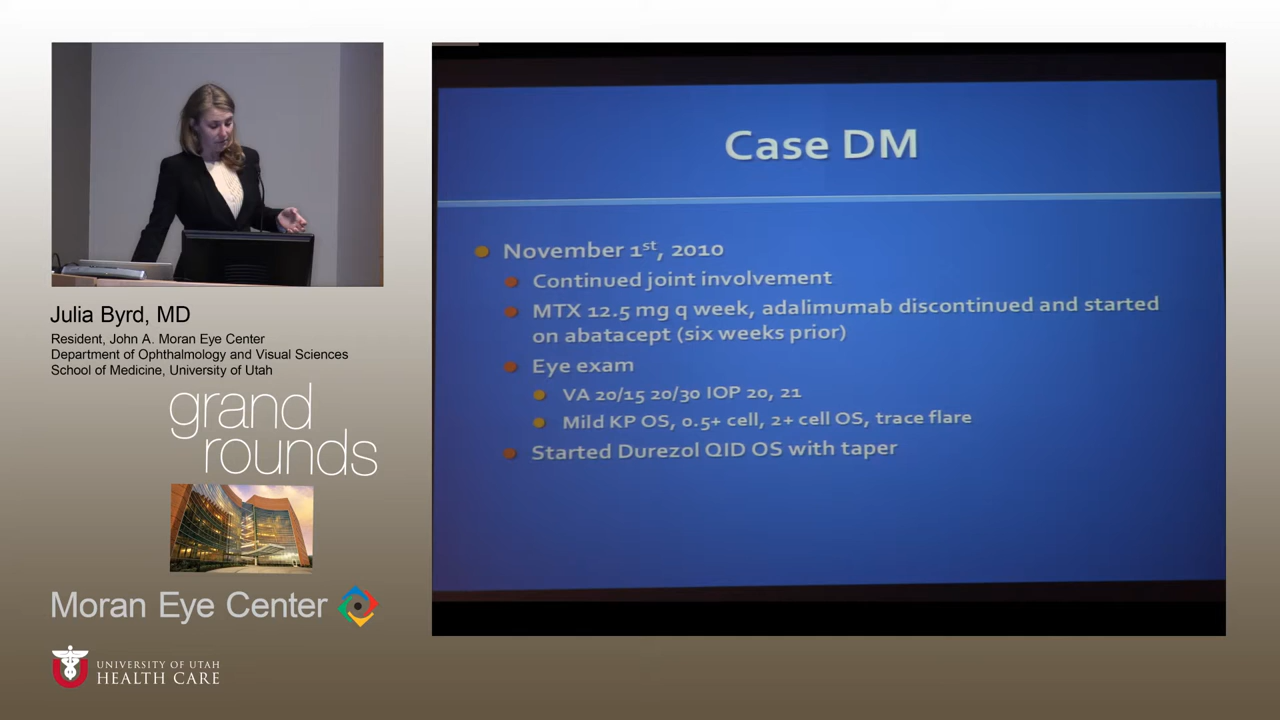 Case DM
November 1st, 2010
Continued joint involvement
MTX 12.5 mg q week, adalimumab discontinued and started
on abatacept (six weeks prior)
Eye exam
VA 20/15 20/30 IOP 20, 21
Mild KP OS, 0.5+ cell, 2+ cell OS, trace flare
Started Durezol QID OS with taper
Julia Byrd, MD
Resident, John A. Moran Eye Center
Department of Ophthalmology and Visual Sciences
School of Medicine, University of Utah
grand
rounds
Moran Eye Center
UNIVERSITY OF UTAH
HEALTH CARE